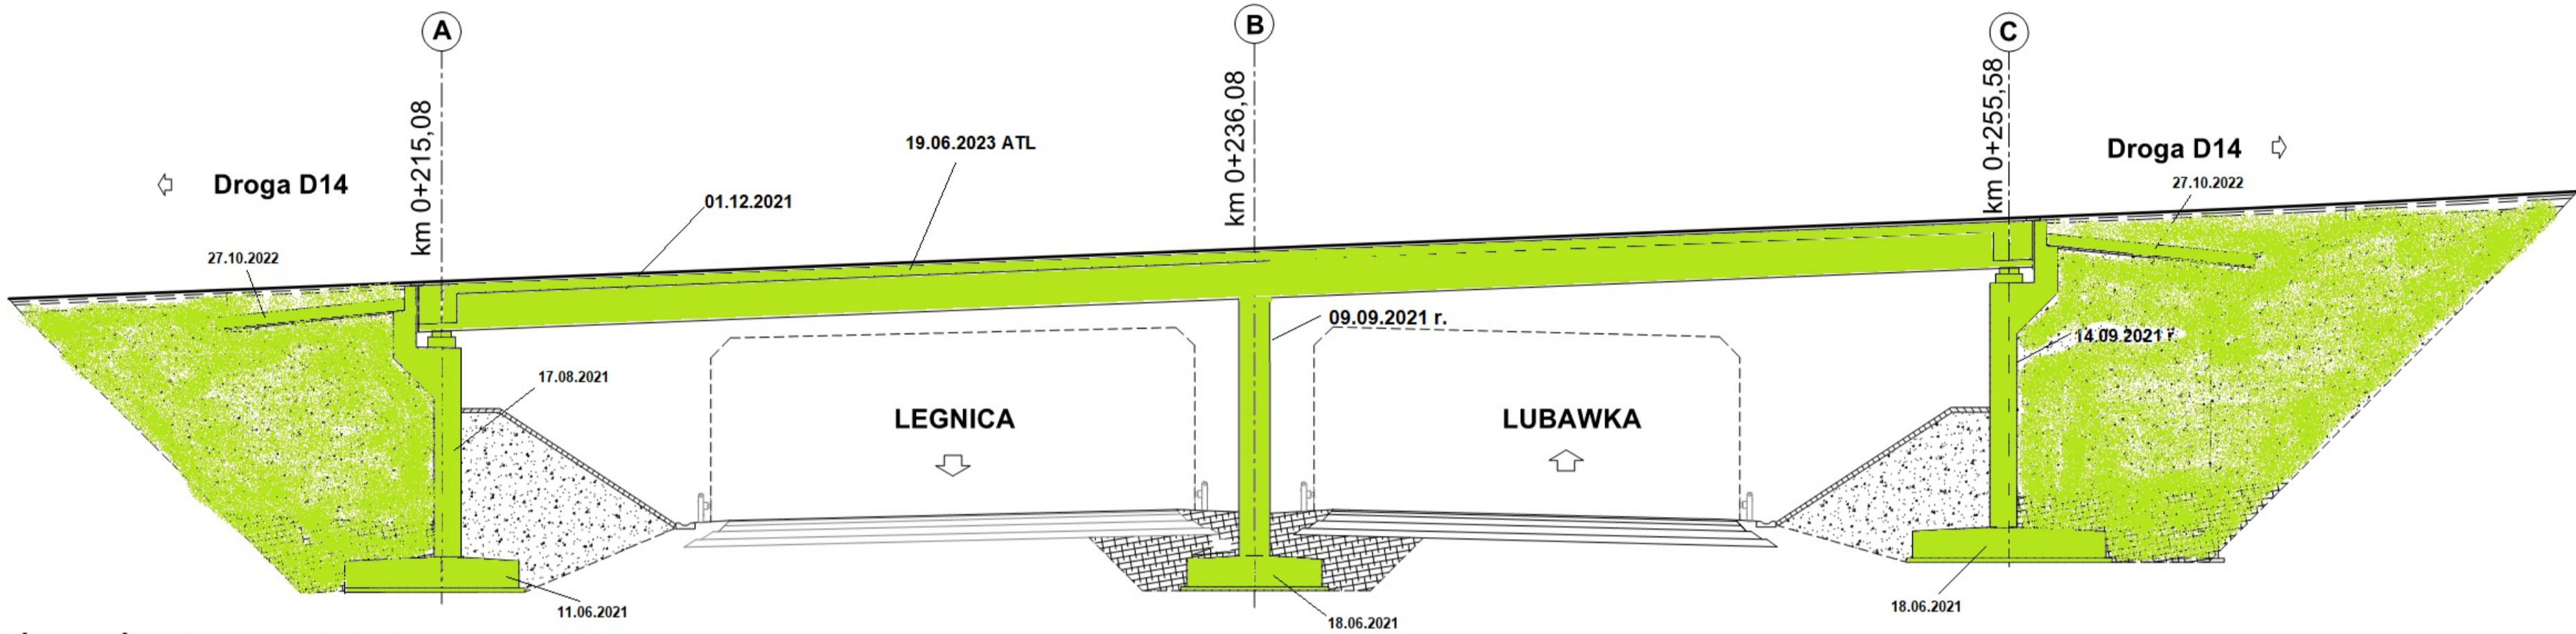 A
B
C
km 0+215,08
km 0+236,08
km 0+255,58
19.06.2023 ATL
Droga D14
Droga D14
27.10.2022
01.12.2021
27.10.2022
09.09.2021 r.
14.09.2021 r.
17.08.2021
LEGNICA
LUBAWKA
11.06.2021
18.06.2021
18.06.2021